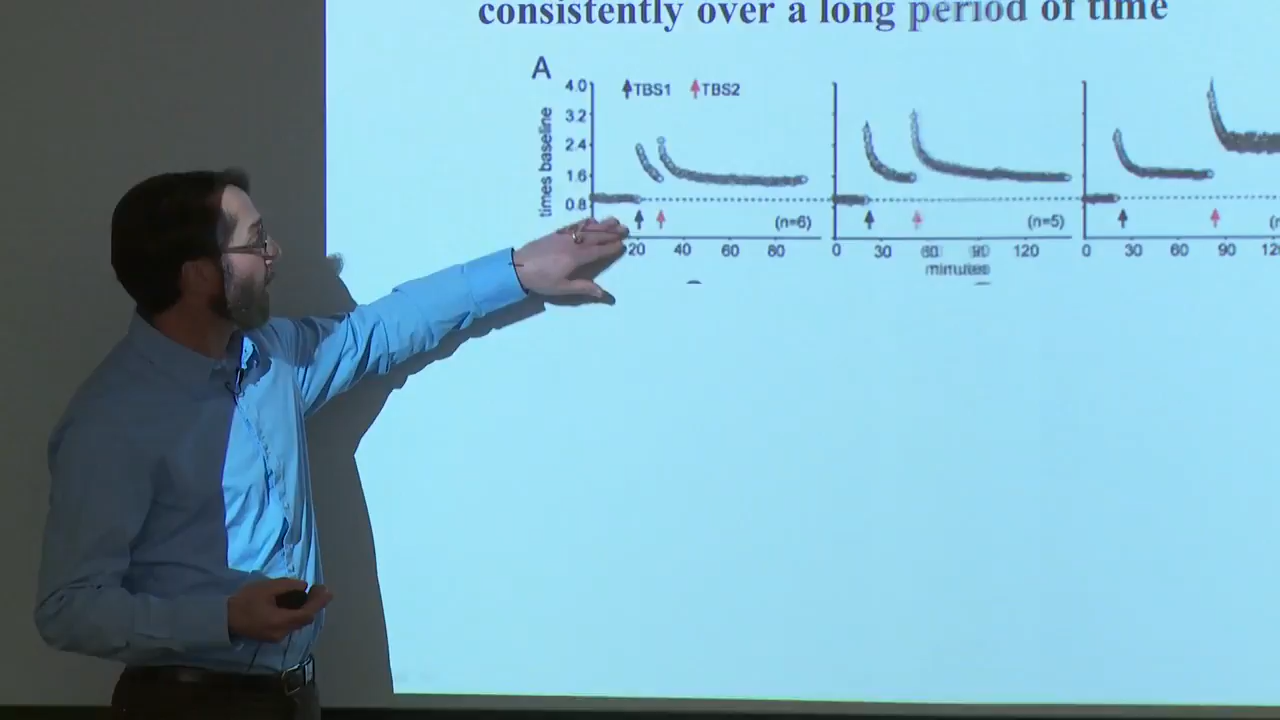 consistently over a long period of time
A
TBS1 TBS2
times baseline
4.0
3.2
2.4
1.6
0.8
(n=6) (n=5)
20 40 60 80 0 30 60 90 120 0 30 60 90
minutes